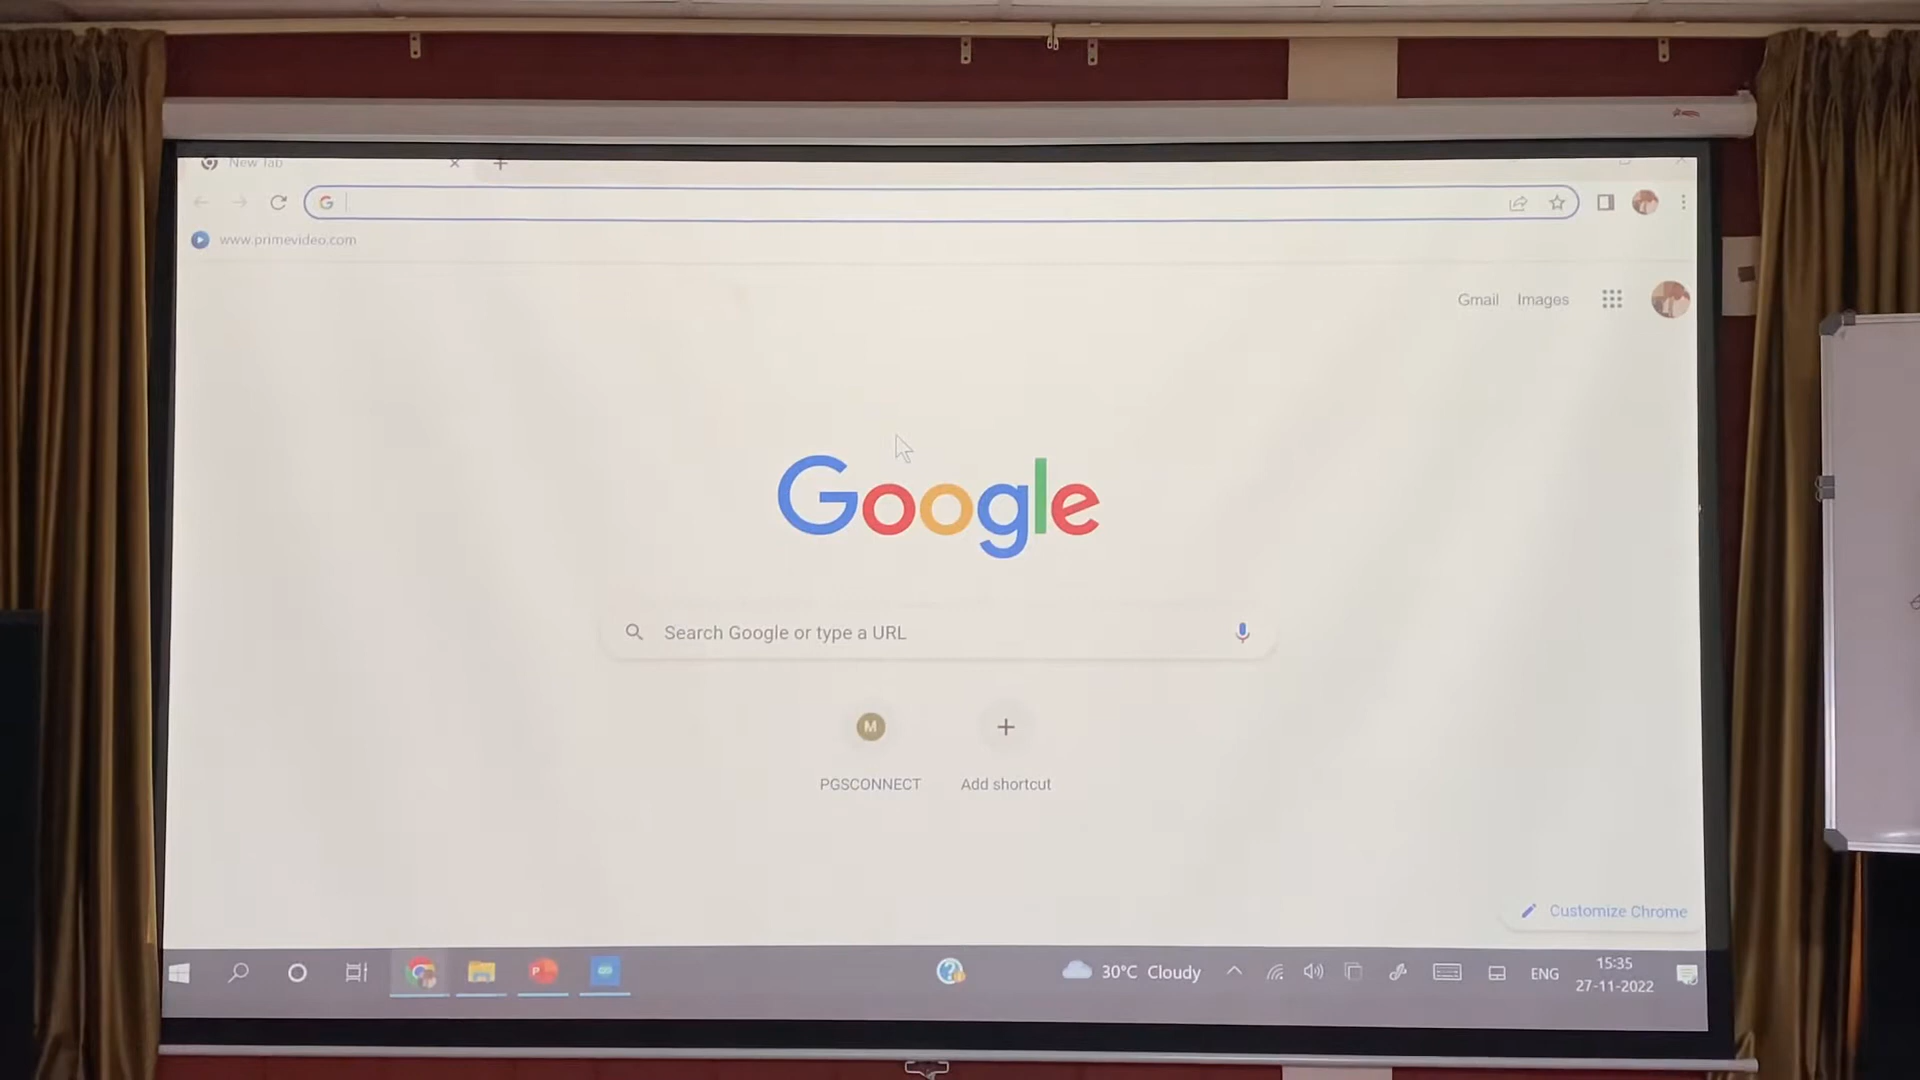 New Tab
www.primevideo.com
Gmail Images
Google
Search Google or type a URL
M
PGSCONNECT Add shortcut
Customize Chrome
30°C Cloudy ENG 15:35
27-11-2022